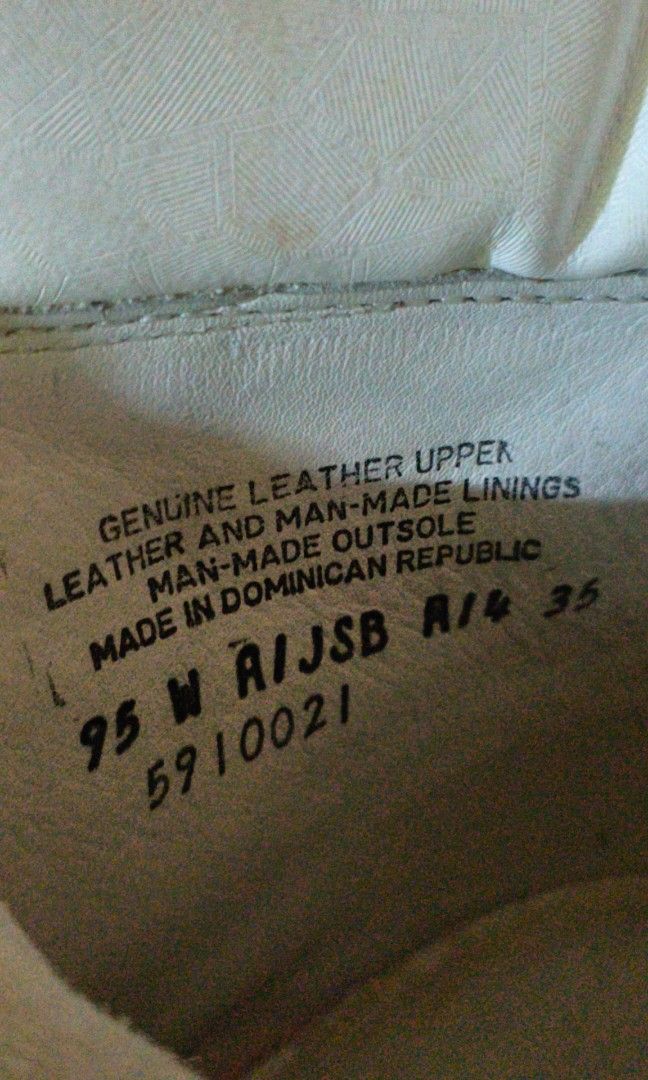 GENUINE LEATHER UPPER
LEATHER AND MAN-MADE LININGS
MAN-MADE OUTSOLE
MADE IN DOMINICAN REPUBLIC
95 W A/JSB A/4 35
5910021